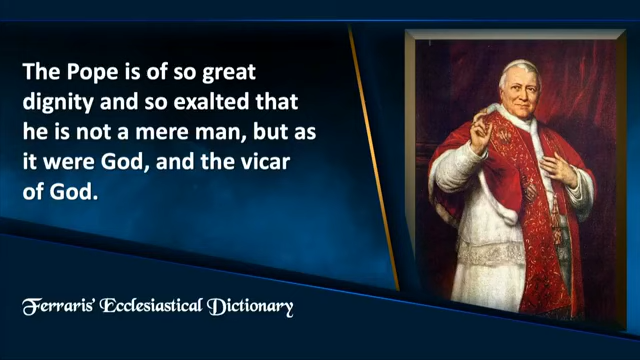 The Pope is of so great
dignity and so exalted that
he is not a mere man, but as
it were God, and the vicar
of God.
Ferraris' Ecclesiastical Dictionary